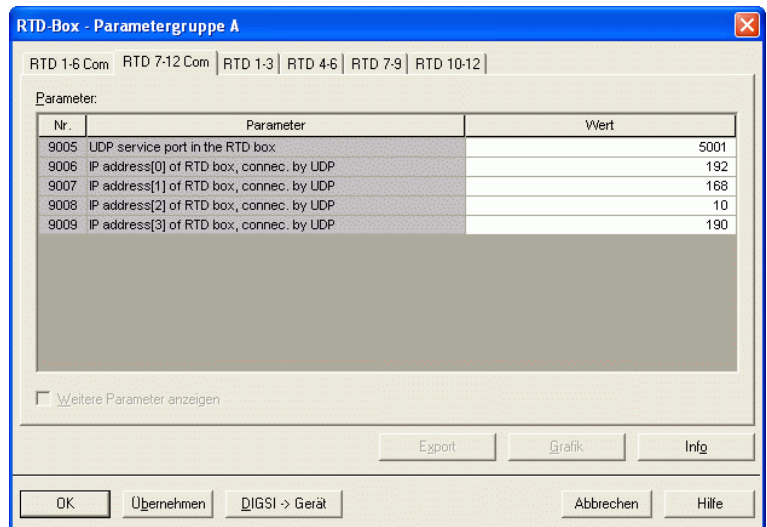 RTD-Box - Parametergruppe A
RTD 1-6 Com RTD 7-12 Com RTD 1-3 RTD 4-6 RTD 7-9 RTD 10-12
Parameter:
Nr. Parameter Wert
9005 UDP service port in the RTD box 5001
9006 IP address[0] of RTD box, connec. by UDP 192
9007 IP address[1] of RTD box, connec. by UDP 168
9008 IP address[2] of RTD box, connec. by UDP 10
9009 IP address[3] of RTD box, connec. by UDP 190
Weitere Parameter anzeigen
Export Grafik Info
OK Übernehmen DIGSI -> Gerät Abbrechen Hilfe